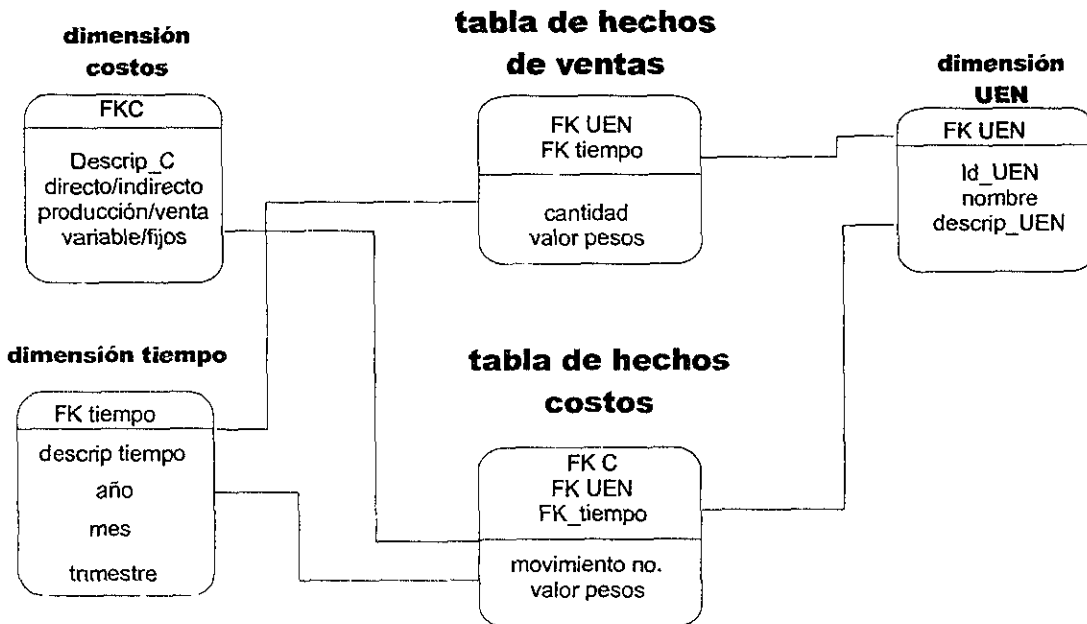 dimensión
costos
FKC
Descrip_C
directo/indirecto
producción/venta
variable/fijos
dimensión tiempo
FK tiempo
descrip tiempo
año
mes
trimestre
tabla de hechos
de ventas
FK UEN
FK tiempo
cantidad
valor pesos
tabla de hechos
costos
FK C
FK UEN
FK_tiempo
movimiento no.
valor pesos
dimensión
UEN
FK UEN
Id_UEN
nombre
descrip_UEN